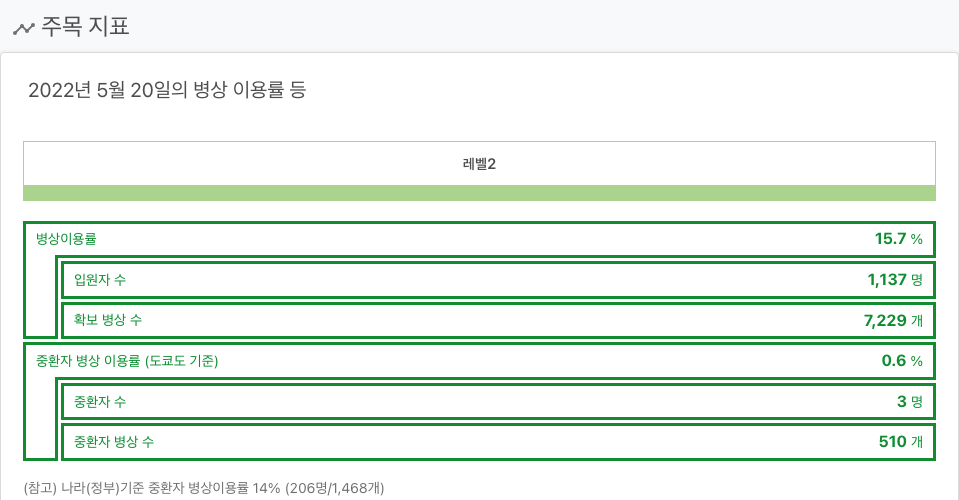 주목 지표
2022년 5월 20일의 병상 이용률 등
레벨2
병상이용률 15.7 %
입원자 수 1,137 명
확보 병상 수 7,229 개
중환자 병상 이용률 (도쿄도 기준) 0.6 %
중환자 수 3 명
중환자 병상 수 510 개
(참고) 나라(정부)기준 중환자 병상이용률 14% (206명/1,468개)